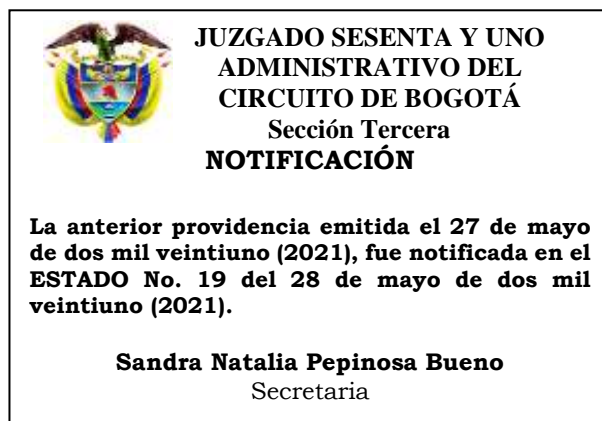 JUZGADO SESENTA Y UNO
ADMINISTRATIVO DEL
CIRCUITO DE BOGOTÁ
Sección Tercera
NOTIFICACIÓN
La anterior providencia emitida el 27 de mayo
de dos mil veintiuno (2021), fue notificada en el
ESTADO No. 19 del 28 de mayo de dos mil
veintiuno (2021).
Sandra Natalia Pepinosa Bueno
Secretaria